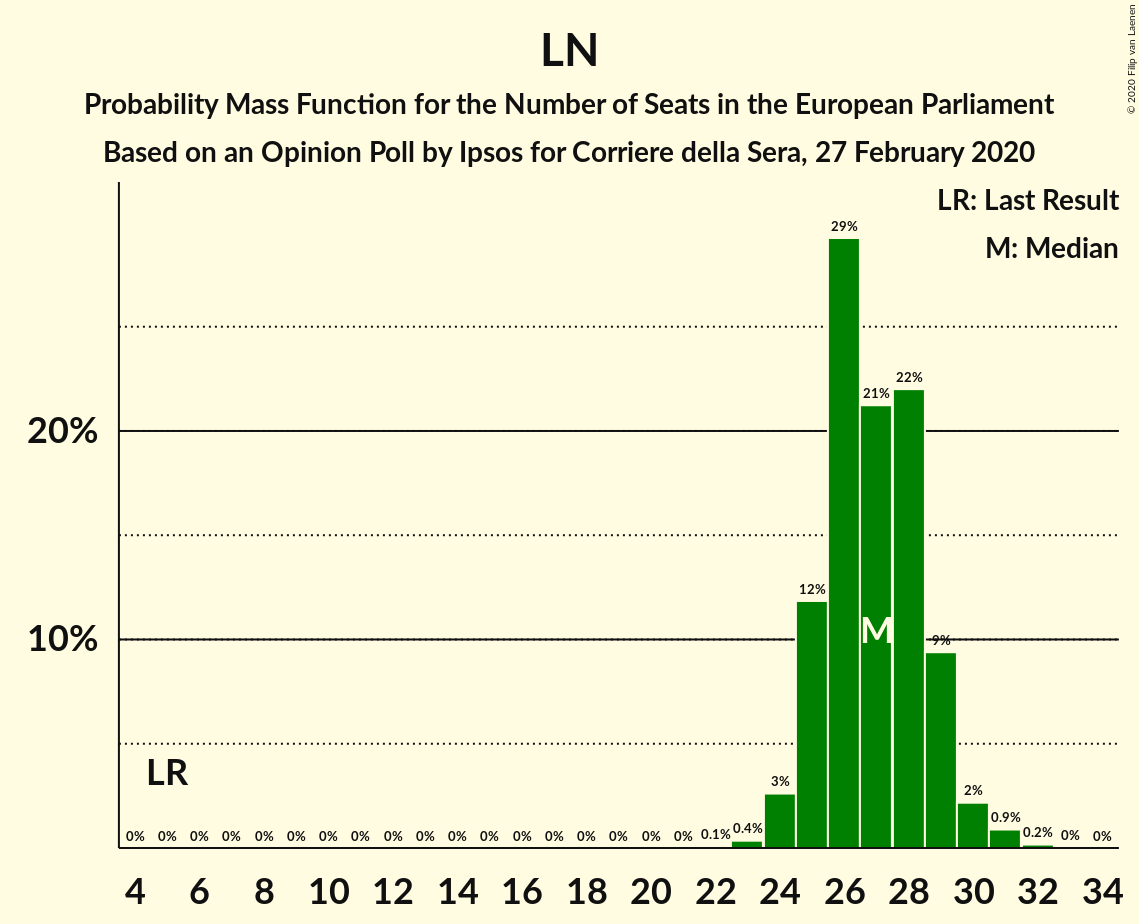 LN
Probability Mass Function for the Number of Seats in the European Parliament
Based on an Opinion Poll by Ipsos for Corriere della Sera, 27 February 2020
© 2020 Filip van Laenen
LR: Last Result
M: Median
29%
22%
21%
20%
12%
M
10%
9%
LR
3%
2%
0.9%
0% 0% 0% 0% 0% 0% 0% 0% 0% 0% 0% 0% 0% 0% 0% 0% 0% 0% 0.1% 0.4% 0.2% 0% 0%
4 6 8 10 12 14 16 18 20 22 24 26 28 30 32 34